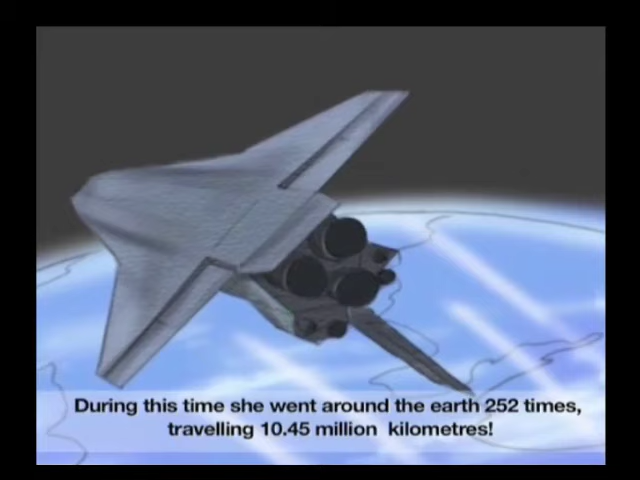 During this time she went around the earth 252 times,
travelling 10.45 million kilometres!